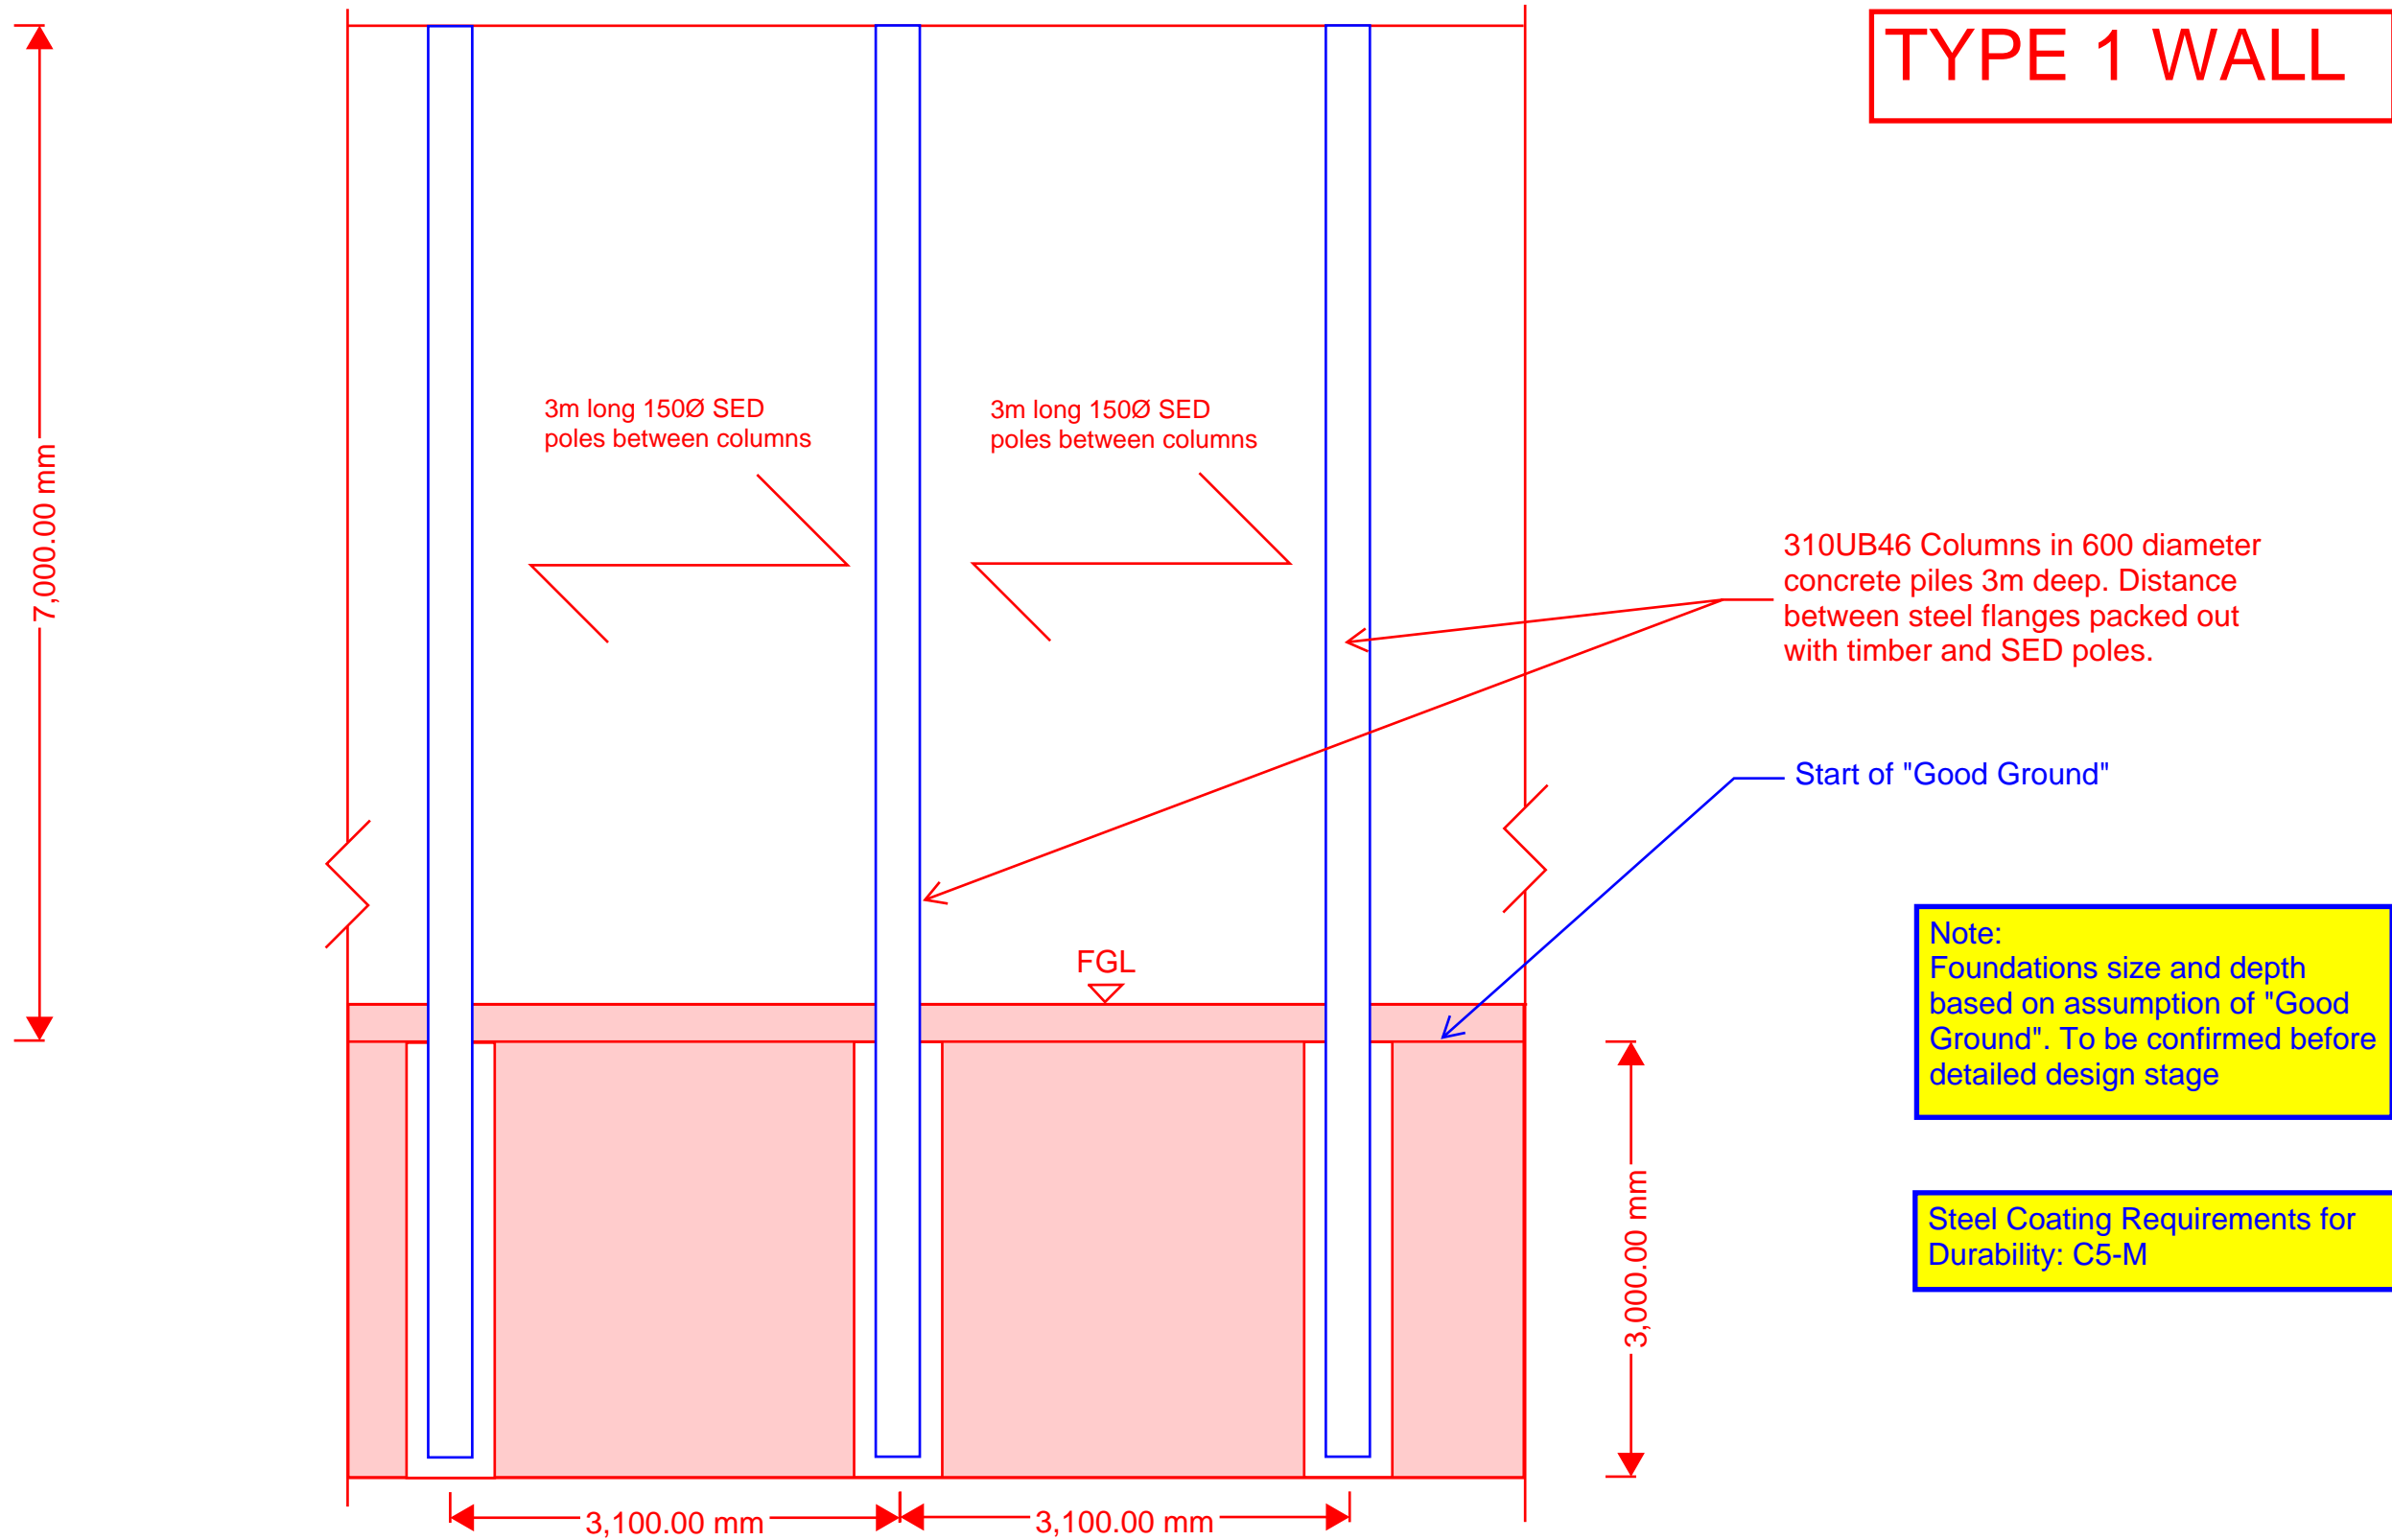 TYPE 1 WALL
3m long 150Ø SED
poles between columns
3m long 150Ø SED
poles between columns
7,000.00 mm
310UB46 Columns in 600 diameter
concrete piles 3m deep. Distance
between steel flanges packed out
with timber and SED poles.
Start of "Good Ground"
FGL
Note:
Foundations size and depth
based on assumption of "Good
Ground". To be confirmed before
detailed design stage
Steel Coating Requirements for
Durability: C5-M
3,000.00 mm
3,100.00 mm
3,100.00 mm